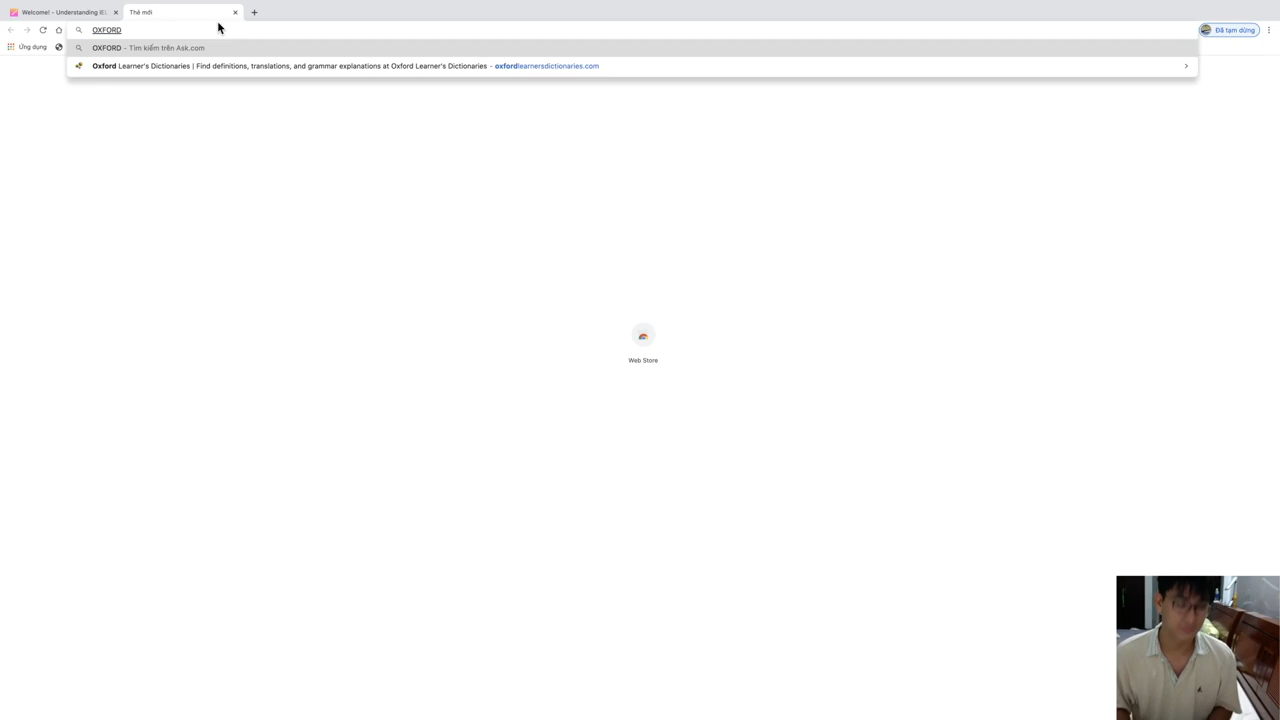 Welcome! - Understanding IEL
Thẻ mới
OXFORD
Đã tạm dừng
Ứng dụng
OXFORD - Tìm kiếm trên Ask.com
Oxford Learner's Dictionaries | Find definitions, translations, and grammar explanations at Oxford Learner's Dictionaries - oxfordlearnersdictionaries.com
Web Store